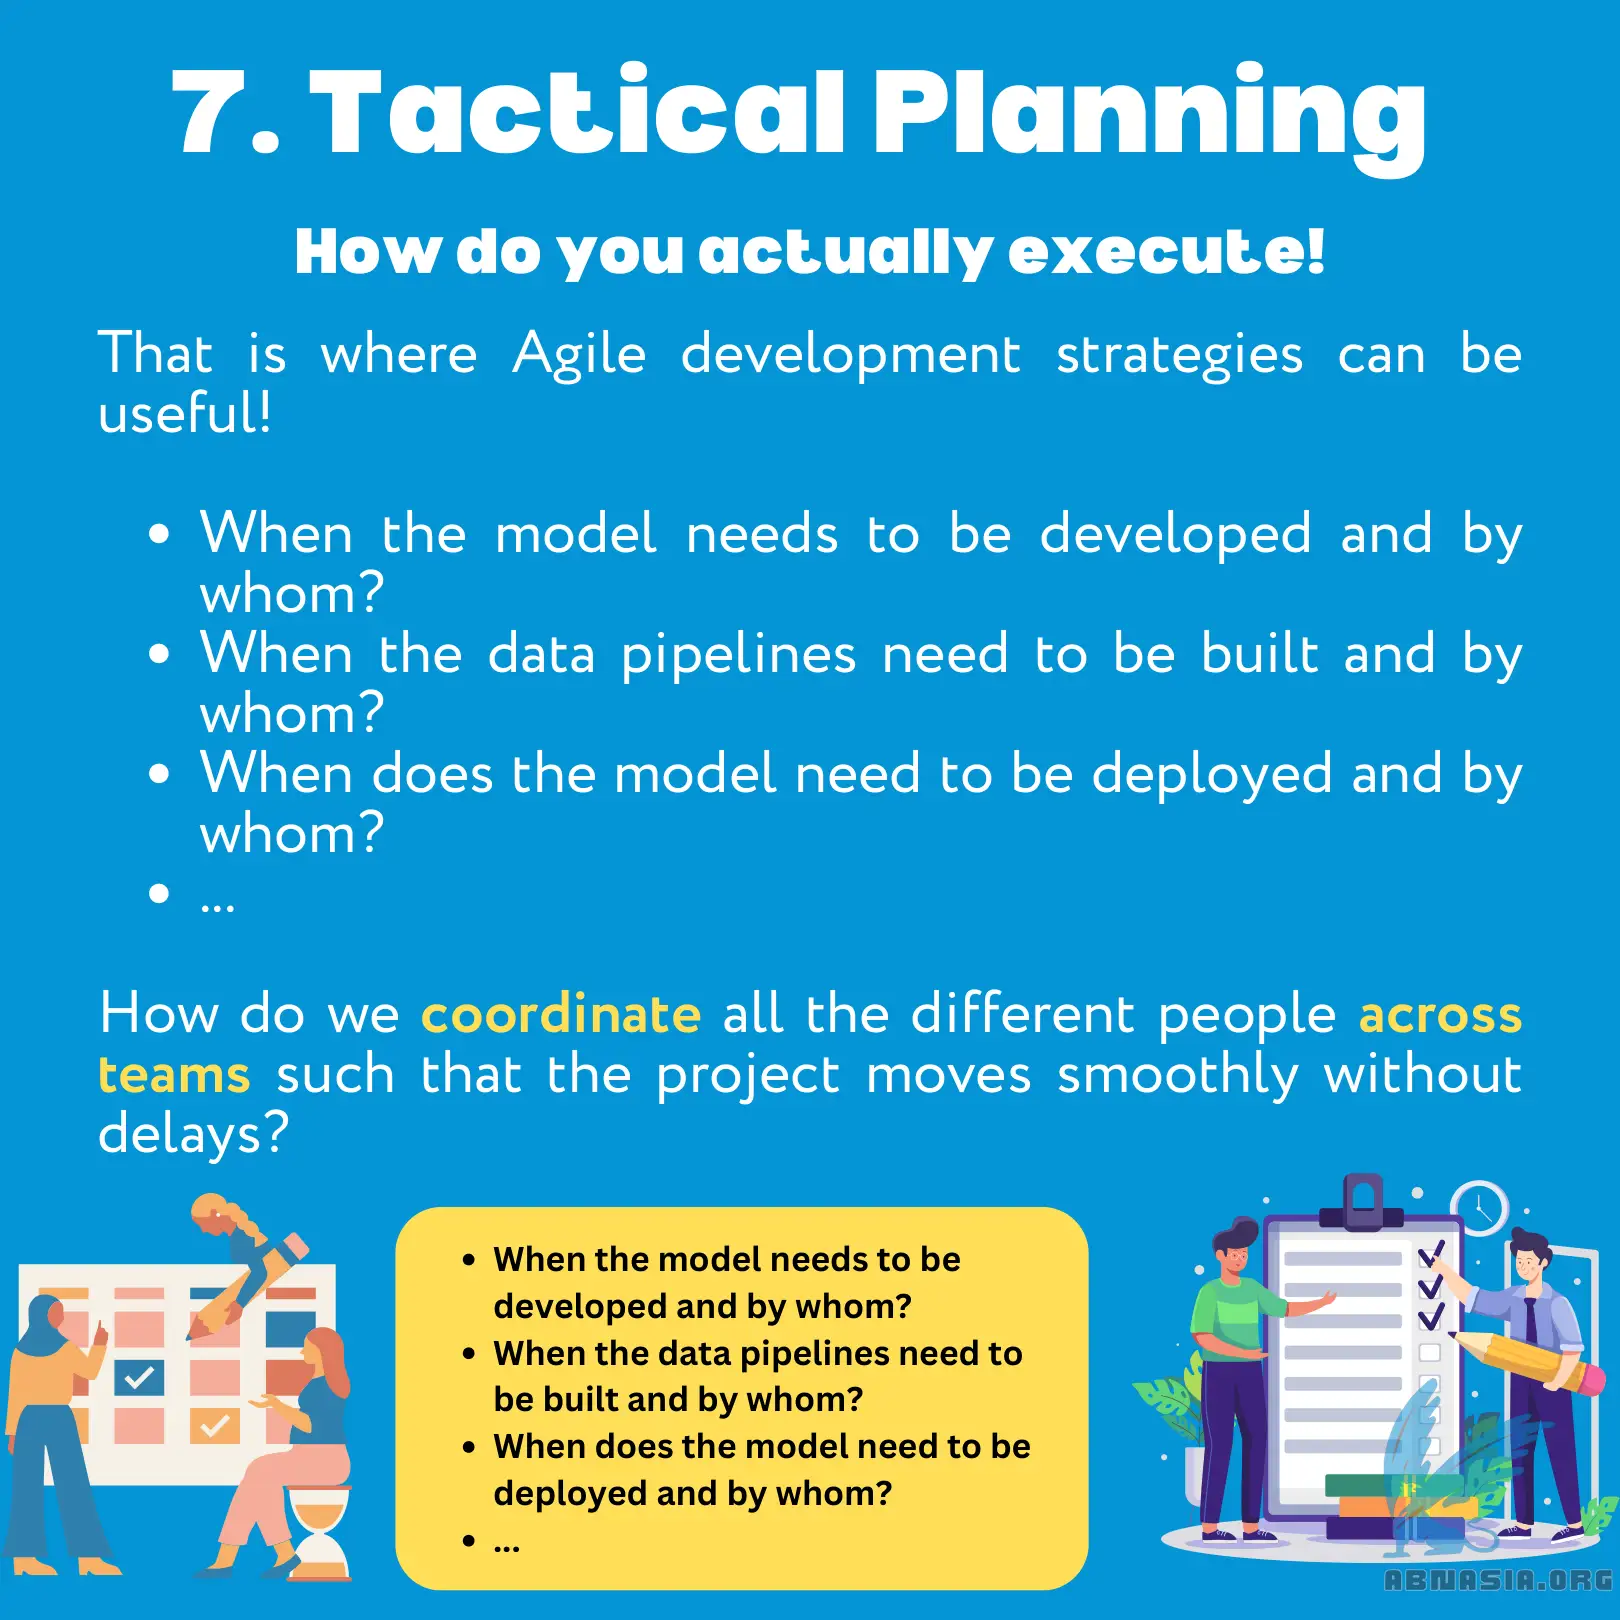 7. Tactical Planning
How do you actually execute!
That is where Agile development strategies can be
useful!
• When the model needs to be developed and by
whom?
• When the data pipelines need to be built and by
whom?
• When does the model need to be deployed and by
whom?
• ...
How do we coordinate all the different people across
teams such that the project moves smoothly without
delays?
• When the model needs to be
developed and by whom?
• When the data pipelines need to
be built and by whom?
• When does the model need to be
deployed and by whom?
• ...
ABNASIA.ORG